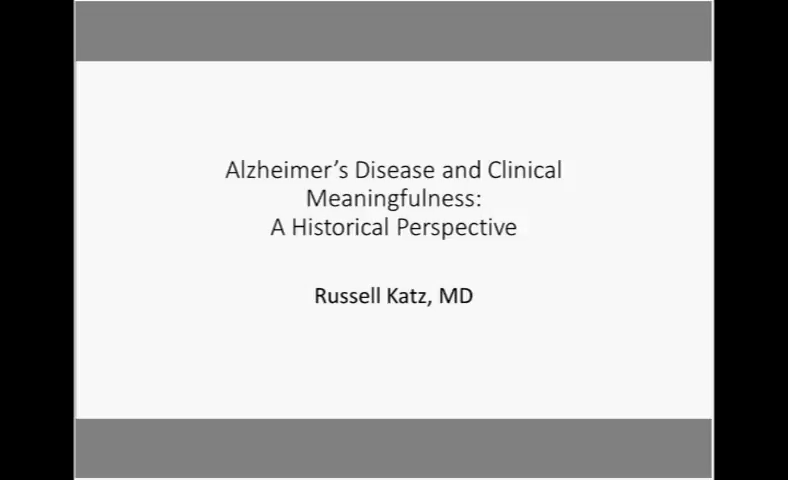 Alzheimer’s Disease and Clinical
Meaningfulness:
A Historical Perspective
Russell Katz, MD